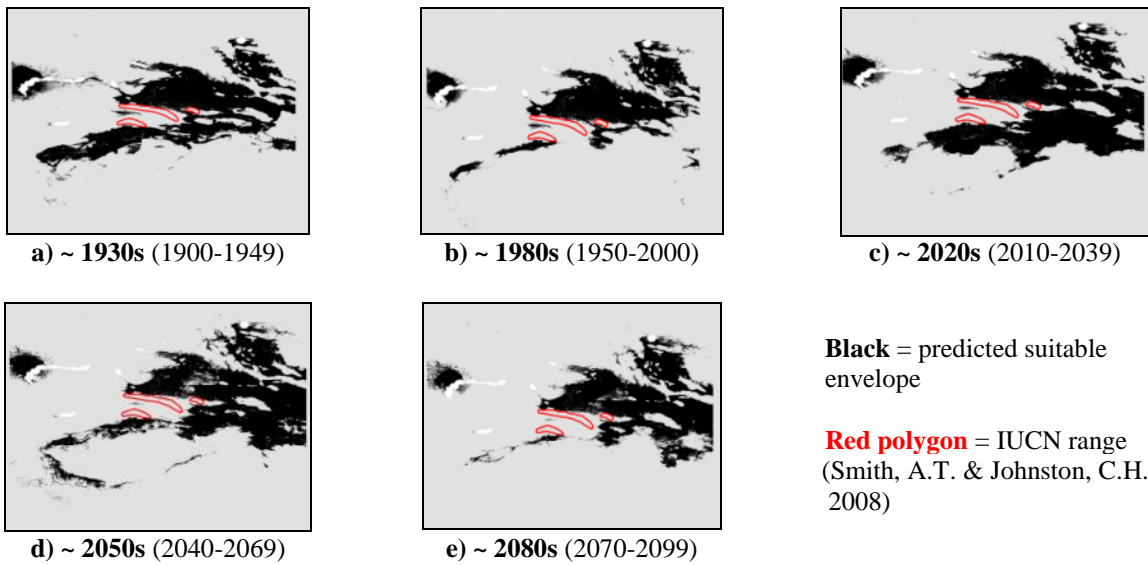 a) ~ 1930s (1900-1949)
b) ~ 1980s (1950-2000)
c) ~ 2020s (2010-2039)
d) ~ 2050s (2040-2069)
e) ~ 2080s (2070-2099)
Black = predicted suitable
envelope
Red polygon = IUCN range
(Smith, A.T. & Johnston, C.H.
2008)